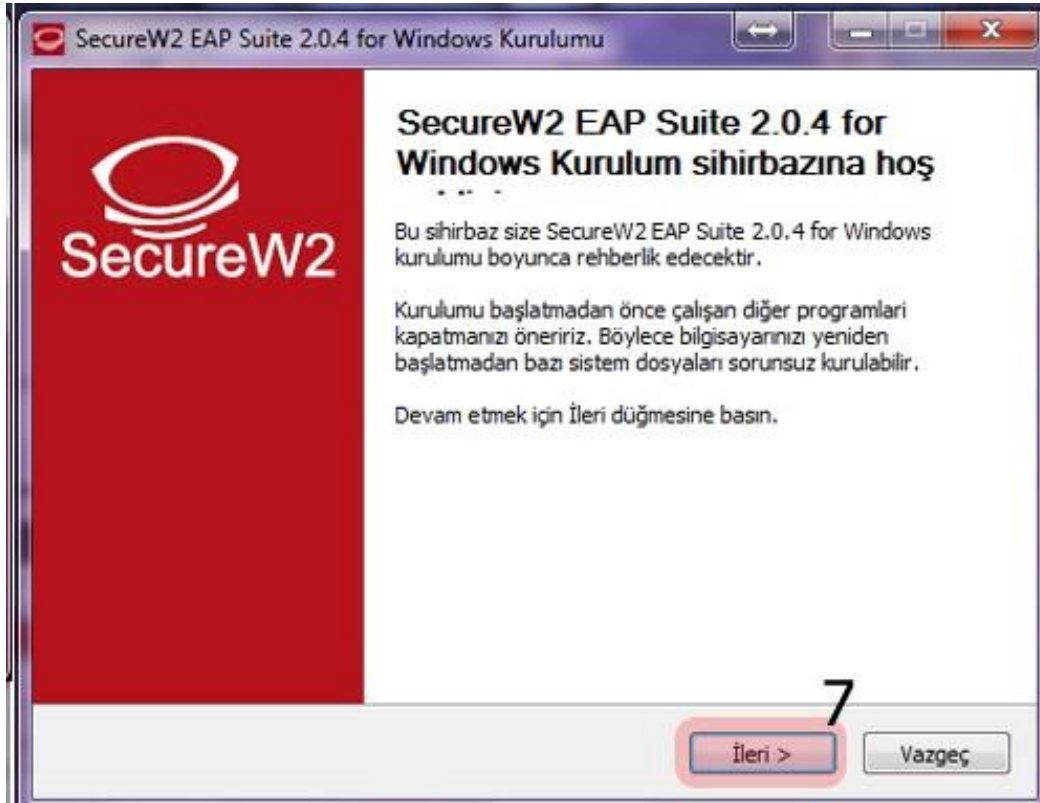 SecureW2 EAP Suite 2.0.4 for Windows Kurulumu
SecureW2 EAP Suite 2.0.4 for
Windows Kurulum sihirbazına hoş
SecureW2
Bu sihirbaz size SecureW2 EAP Suite 2.0.4 for Windows
kurulumu boyunca rehberlik edecektir.
Kurulumu başlatmadan önce çalışan diğer programlari
kapatmanızı öneririz. Böylece bilgisayarınızı yeniden
başlatmadan bazı sistem dosyaları sorunsuz kurulabilir.
Devam etmek için İleri düğmesine basın.
7
İleri >
Vazgeç